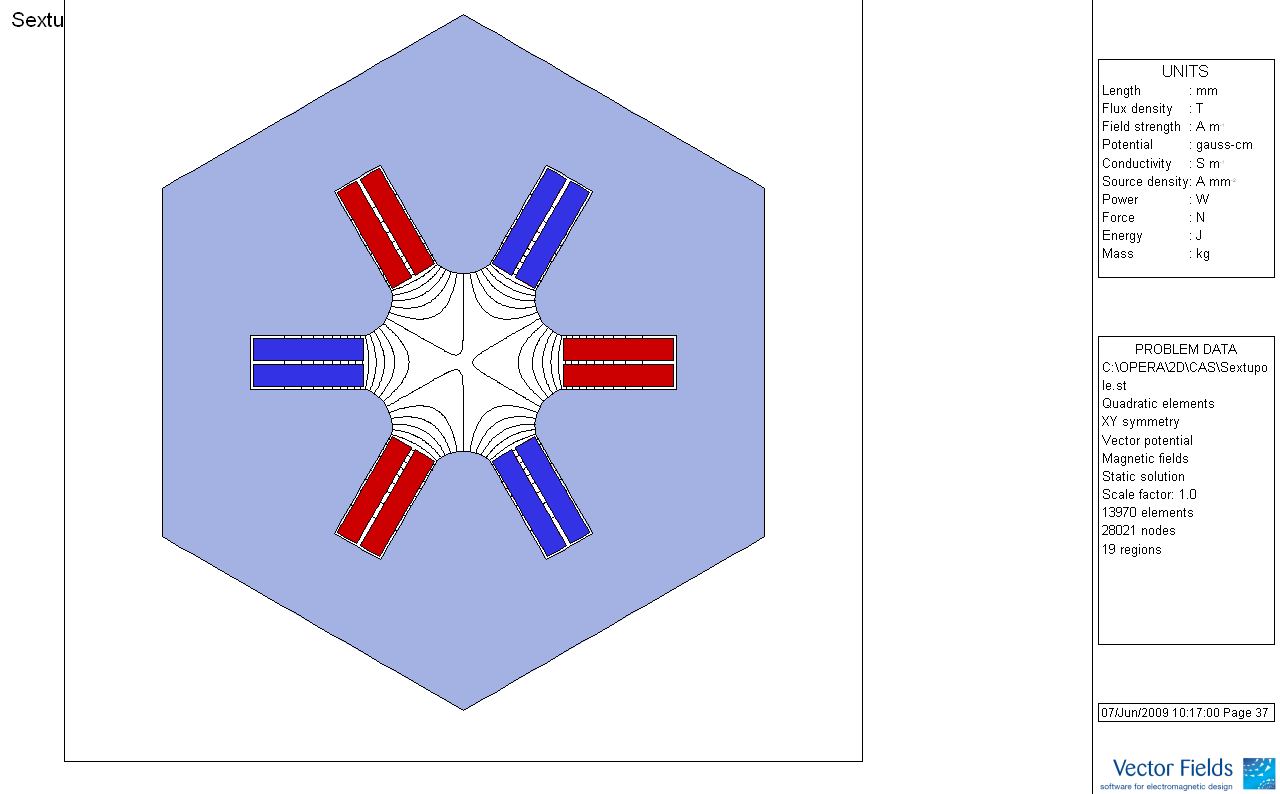 Sextu
UNITS
Length : mm
Flux density : T
Field strength : A m
Potential : gauss-cm
Conductivity : S m
Source density: A mm
Power : W
Force : N
Energy : J
Mass : kg
PROBLEM DATA
C:\OPERA\2D\CAS\Sextupo
le.st
Quadratic elements
XY symmetry
Vector potential
Magnetic fields
Static solution
Scale factor: 1.0
13970 elements
28021 nodes
19 regions
07/Jun/2009 10:17:00 Page 37
Vector Fields
software for electromagnetic design